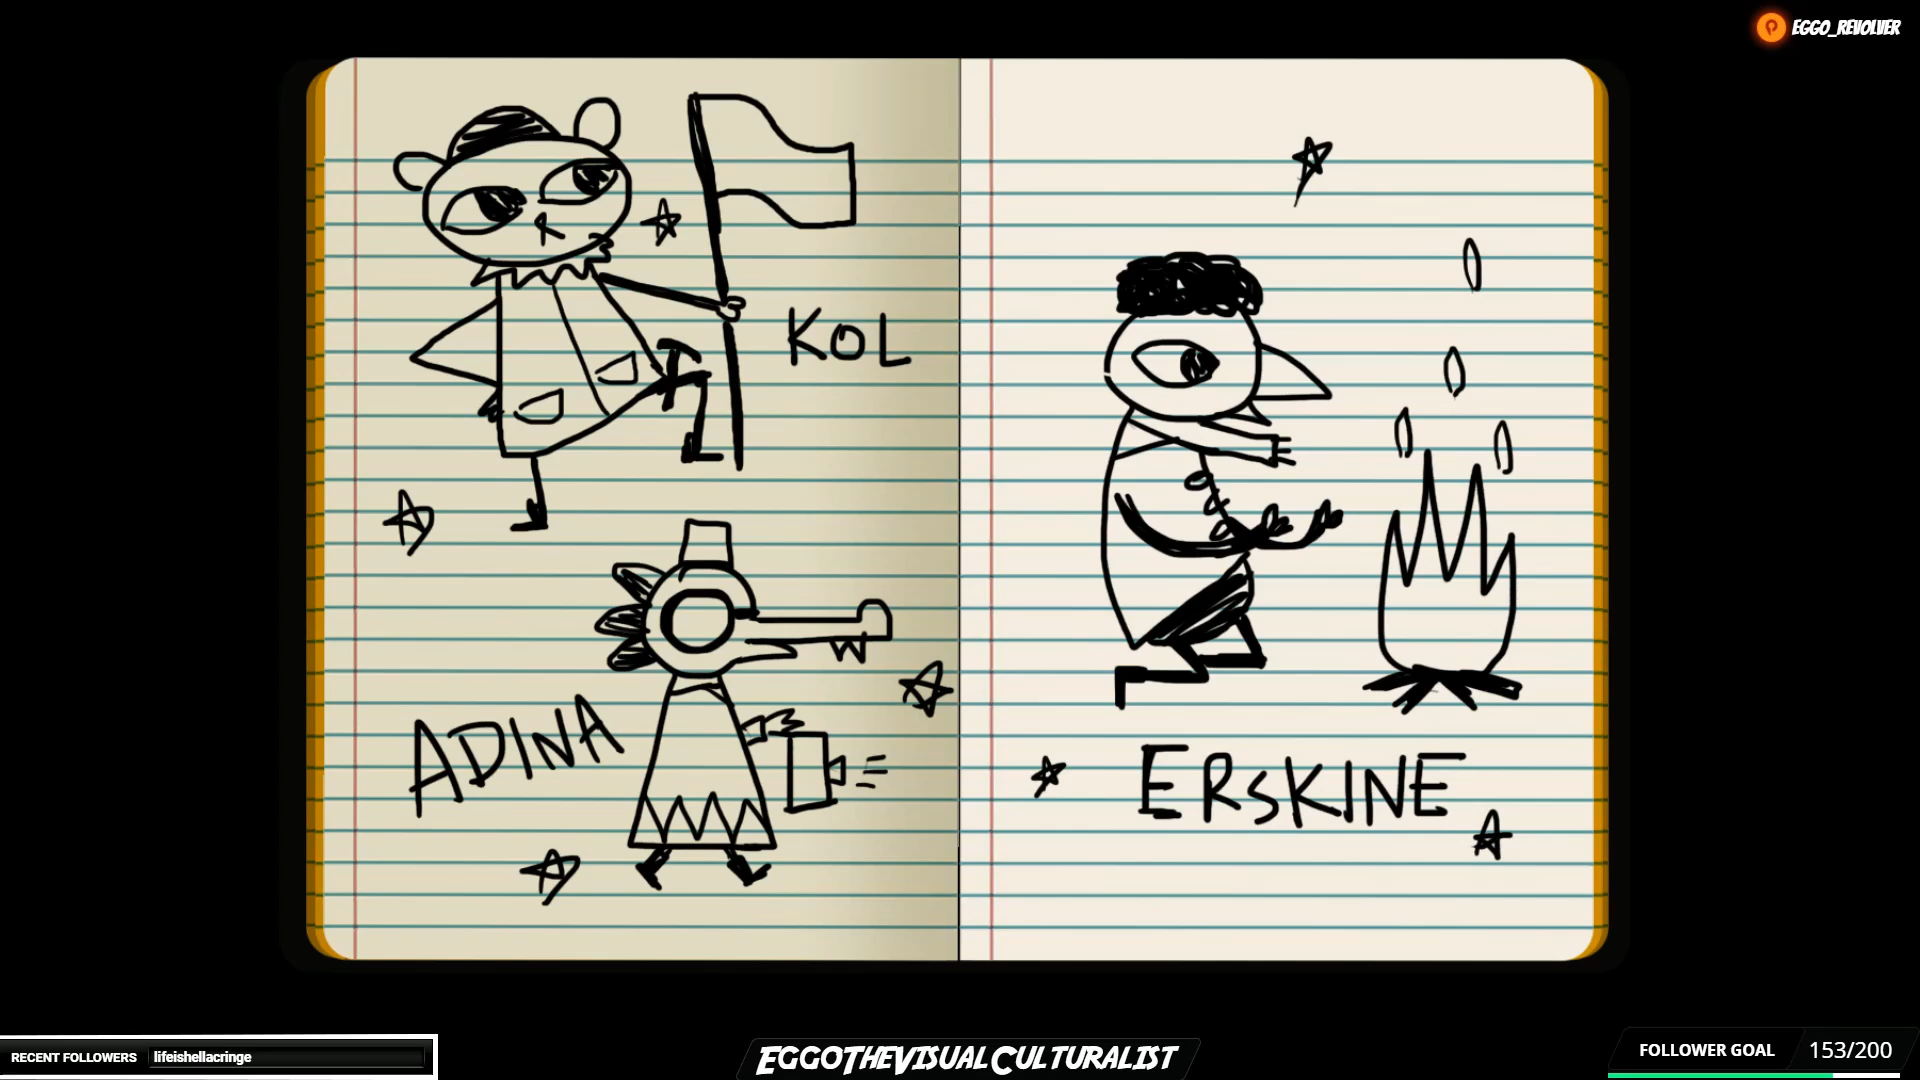 EGGO_REVOLVER
KOL
ADINA
ERSKINE
RECENT FOLLOWERS lifeishellacringe
EGGOTHEVISUALCULTURALIST
FOLLOWER GOAL 153/200